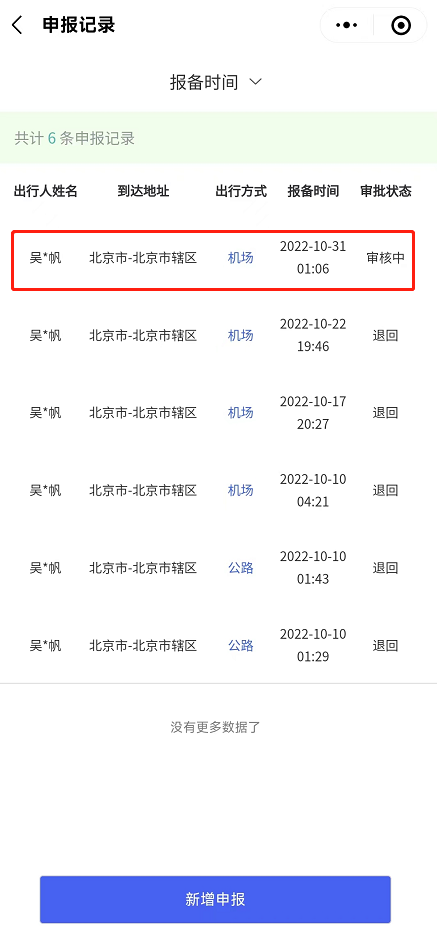 申报记录
报备时间
共计 6 条申报记录
出行人姓名 到达地址 出行方式 报备时间 审批状态
吴*帆 北京市-北京市辖区 机场 2022-10-31 01:06 审核中
吴*帆 北京市-北京市辖区 机场 2022-10-22 19:46 退回
吴*帆 北京市-北京市辖区 机场 2022-10-17 20:27 退回
吴*帆 北京市-北京市辖区 机场 2022-10-10 04:21 退回
吴*帆 北京市-北京市辖区 公路 2022-10-10 01:43 退回
吴*帆 北京市-北京市辖区 公路 2022-10-10 01:29 退回
没有更多数据了
新增申报